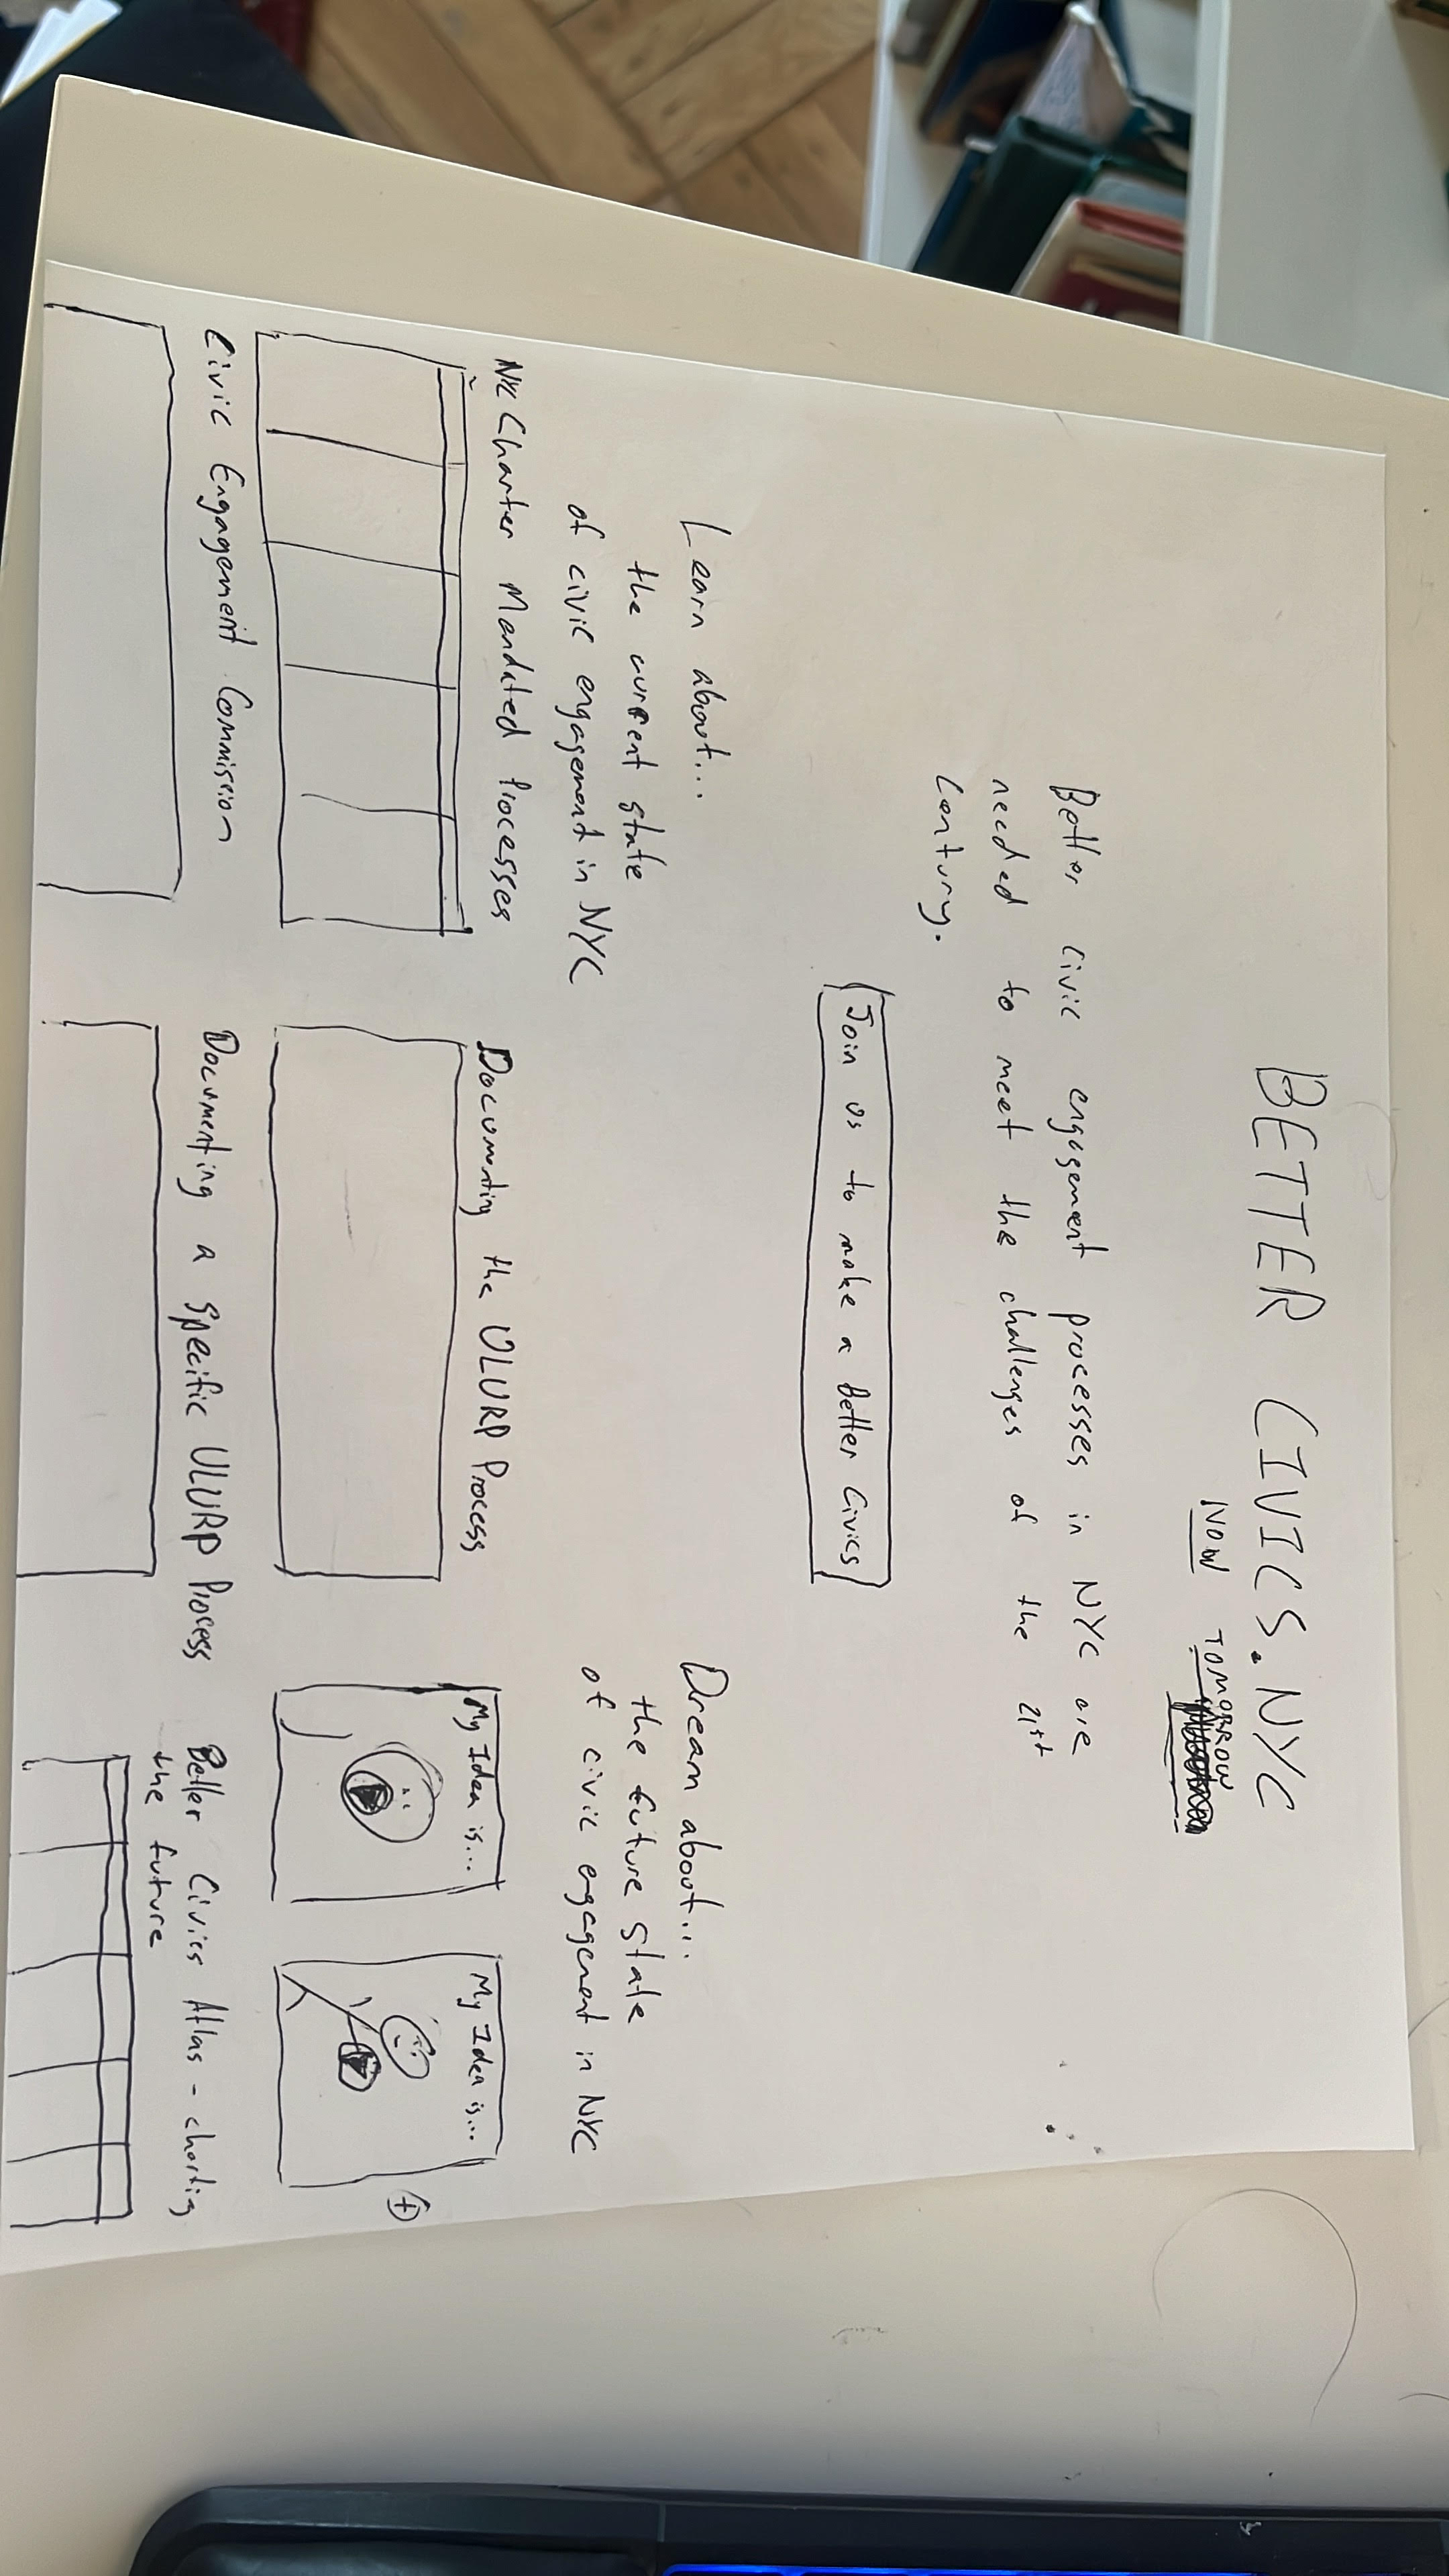 BETTER CIVICS.NYC
NOW TOMORROW
Better civic engagement processes in NYC are
needed to meet the challenges of the 21st
Century.
Join us to make a Better Civics
Learn about...
the current state
of civic engagement in NYC
Dream about...
the future state
of civic engagement in NYC
NYC Charter Mandated Processes
Documenting the ULURP Process
My Idea is...
My Idea is...
+
Civic Engagement Commission
Documenting a Specific ULURP Process
Better Civics Atlas - charting
the future